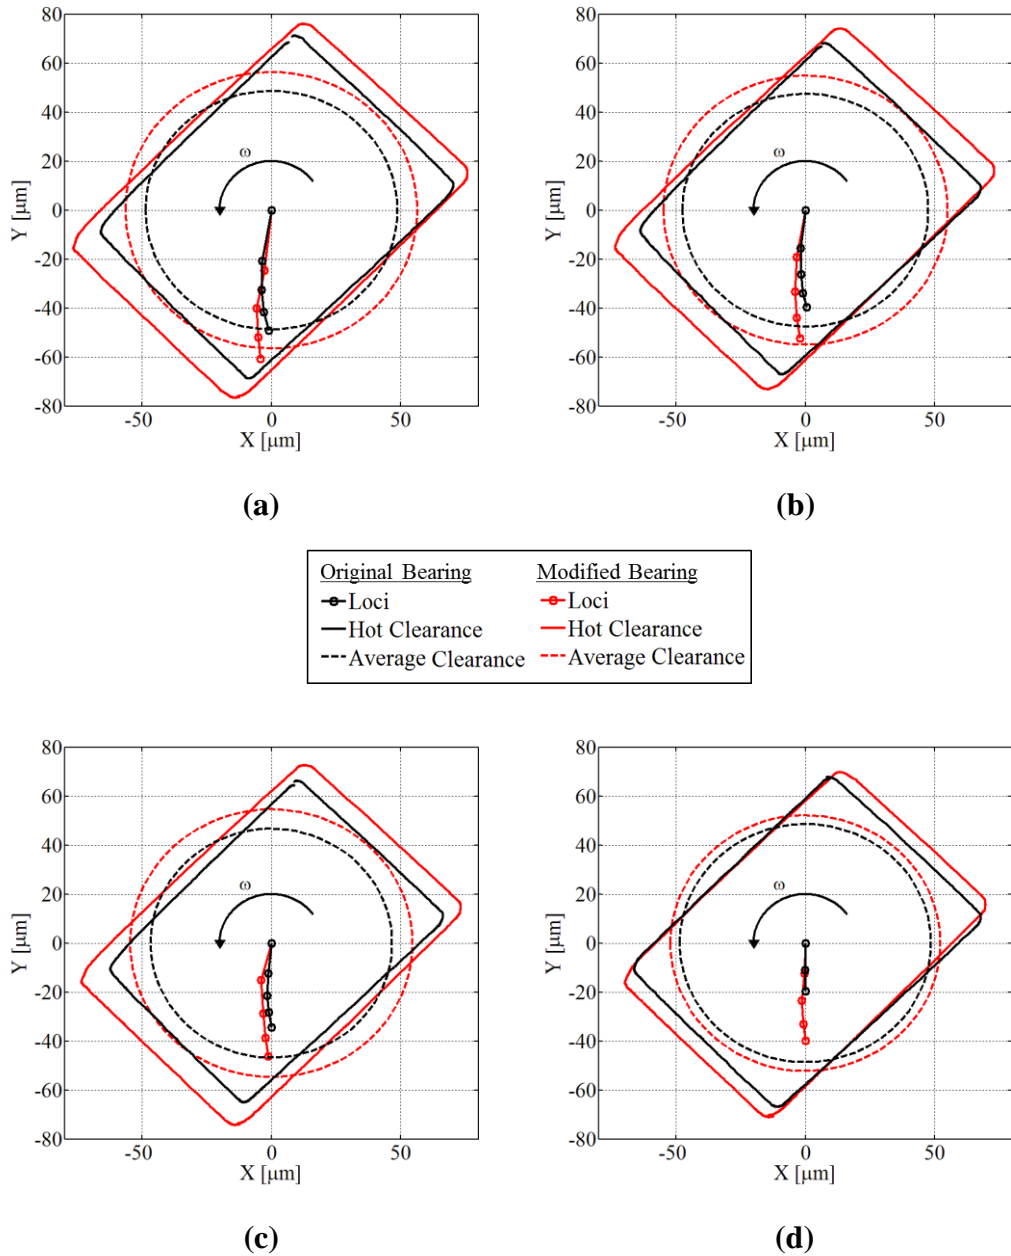 80
60
40
20
0
-20
-40
-60
-80
Y [μm]
ω
-50
0
50
X [μm]
(a)
80
60
40
20
0
-20
-40
-60
-80
Y [μm]
ω
-50
0
50
X [μm]
(b)
Original Bearing Modified Bearing
Loci Loci
Hot Clearance Hot Clearance
Average Clearance Average Clearance
80
60
40
20
0
-20
-40
-60
-80
Y [μm]
ω
-50
0
50
X [μm]
(c)
80
60
40
20
0
-20
-40
-60
-80
Y [μm]
ω
-50
0
50
X [μm]
(d)